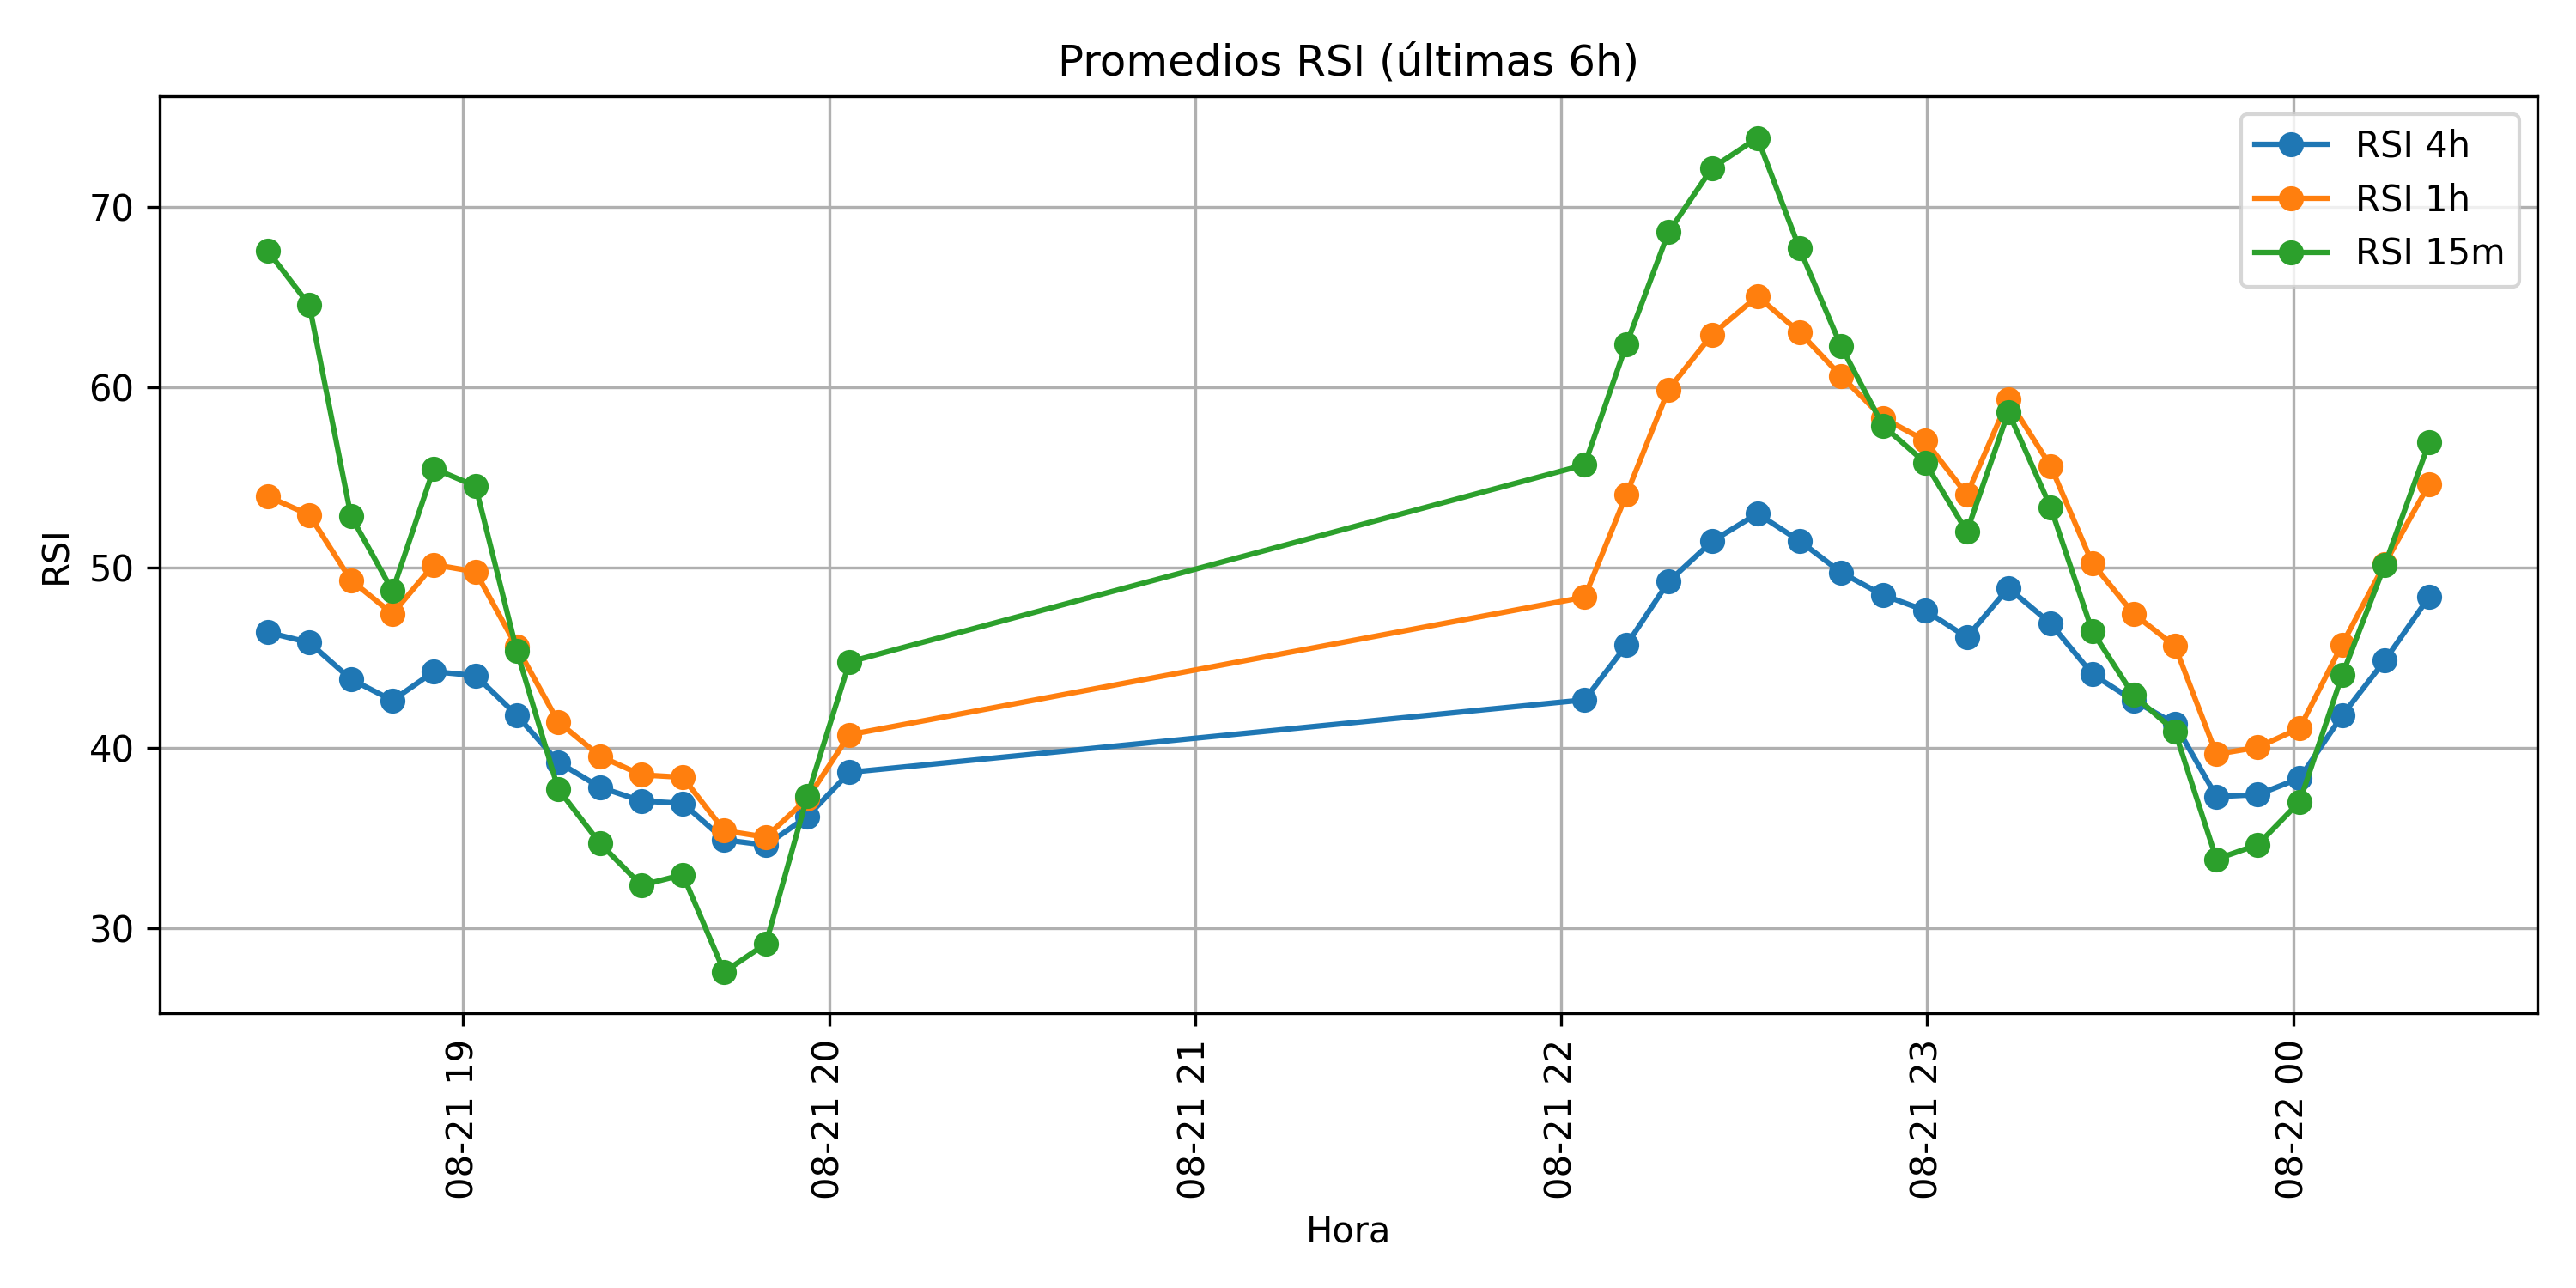 Promedios RSI (últimas 6h)
RSI 4h
RSI 1h
RSI 15m
RSI
70
60
50
40
30
08-21 19
08-21 20
08-21 21
08-21 22
08-21 23
08-22 00
Hora